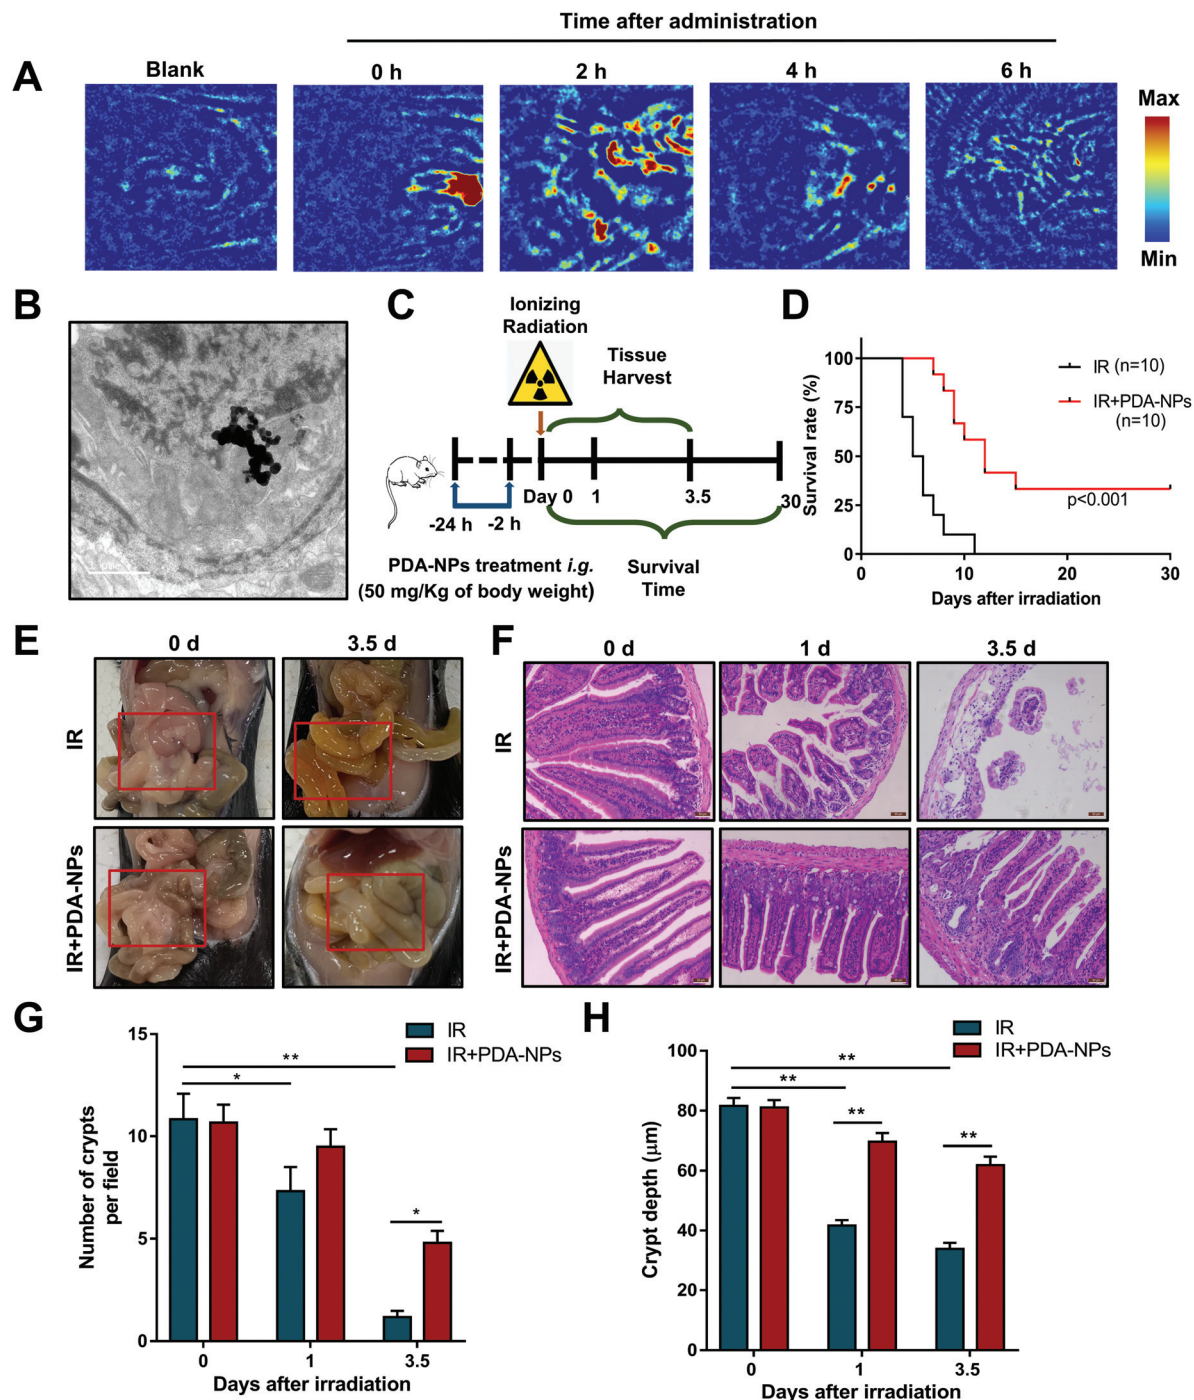 Time after administration
A
Blank
0 h
2 h
4 h
6 h
Max
Min
B
C
Ionizing
Radiation
Tissue
Harvest
Day 0
1
3.5
30
-24 h
-2 h
PDA-NPs treatment i.g.
(50 mg/Kg of body weight)
Survival
Time
D
Survival rate (%)
100
75
50
25
0
0
10
20
30
Days after irradiation
IR (n=10)
IR+PDA-NPs
(n=10)
p<0.001
E
0 d
3.5 d
IR
IR+PDA-NPs
F
0 d
1 d
3.5 d
IR
IR+PDA-NPs
G
IR
IR+PDA-NPs
Number of crypts
per field
15
10
5
0
**
*
*
0
1
3.5
Days after irradiation
H
IR
IR+PDA-NPs
Crypt depth (μm)
100
80
60
40
20
0
**
**
**
**
0
1
3.5
Days after irradiation